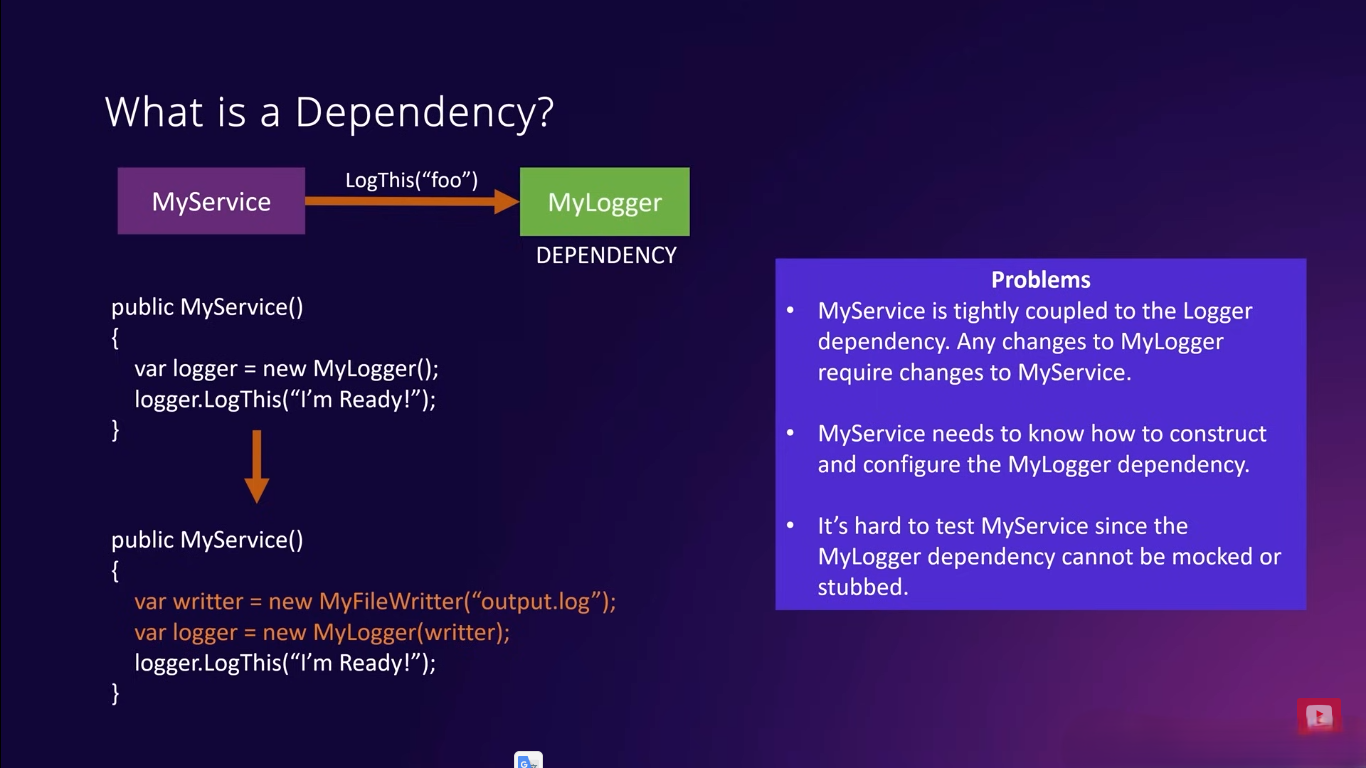 What is a Dependency?
MyService
LogThis(“foo”)
MyLogger
DEPENDENCY
public MyService()
{
var logger = new MyLogger();
logger.LogThis(“I’m Ready!”);
}
public MyService()
{
var writter = new MyFileWritter(“output.log”);
var logger = new MyLogger(writter);
logger.LogThis(“I’m Ready!”);
}
Problems
• MyService is tightly coupled to the Logger
dependency. Any changes to MyLogger
require changes to MyService.
• MyService needs to know how to construct
and configure the MyLogger dependency.
• It’s hard to test MyService since the
MyLogger dependency cannot be mocked or
stubbed.